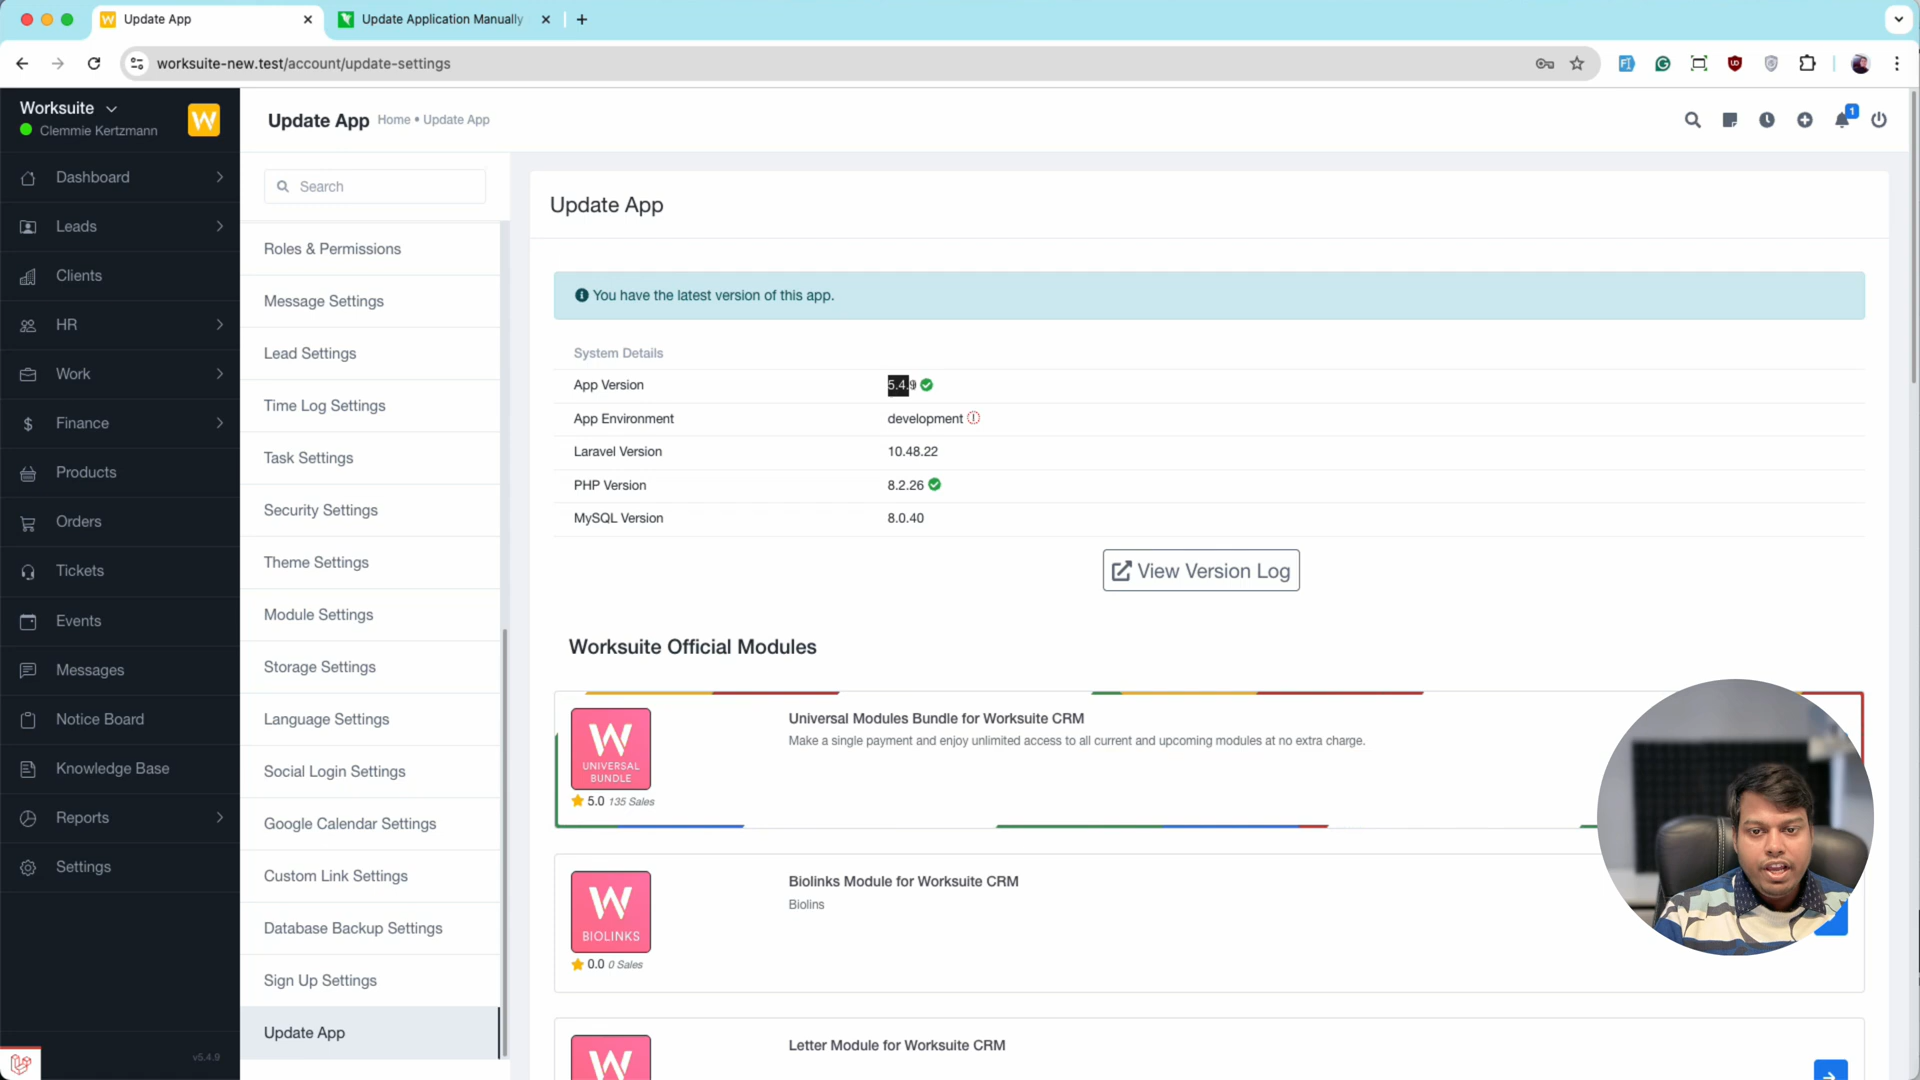 Update App
Update Application Manually
worksuite-new.test/account/update-settings
Worksuite
Clemmie Kertzmann
W
Update App
Home • Update App
1
Dashboard
Leads
Clients
HR
Work
Finance
Products
Orders
Tickets
Events
Messages
Notice Board
Knowledge Base
Reports
Settings
v5.4.9
Search
Roles & Permissions
Message Settings
Lead Settings
Time Log Settings
Task Settings
Security Settings
Theme Settings
Module Settings
Storage Settings
Language Settings
Social Login Settings
Google Calendar Settings
Custom Link Settings
Database Backup Settings
Sign Up Settings
Update App
Update App
You have the latest version of this app.
System Details
App Version 5.4.9
App Environment development
Laravel Version 10.48.22
PHP Version 8.2.26
MySQL Version 8.0.40
View Version Log
Worksuite Official Modules
W
UNIVERSAL
BUNDLE
5.0 135 Sales
Universal Modules Bundle for Worksuite CRM
Make a single payment and enjoy unlimited access to all current and upcoming modules at no extra charge.
W
BIOLINKS
0.0 0 Sales
Biolinks Module for Worksuite CRM
Biolins
W
Letter Module for Worksuite CRM